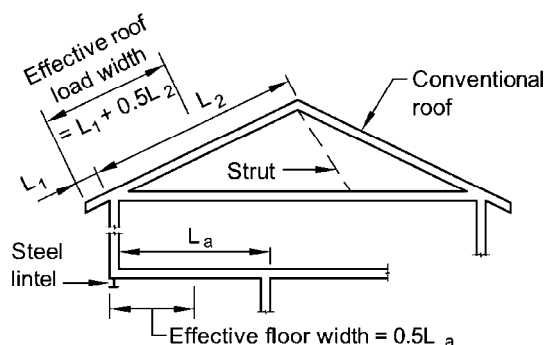 Effective roof
load width
= L₁ + 0.5L₂
L₁
L₂
Conventional
roof
Strut
Lₐ
Steel
lintel
Effective floor width = 0.5Lₐ